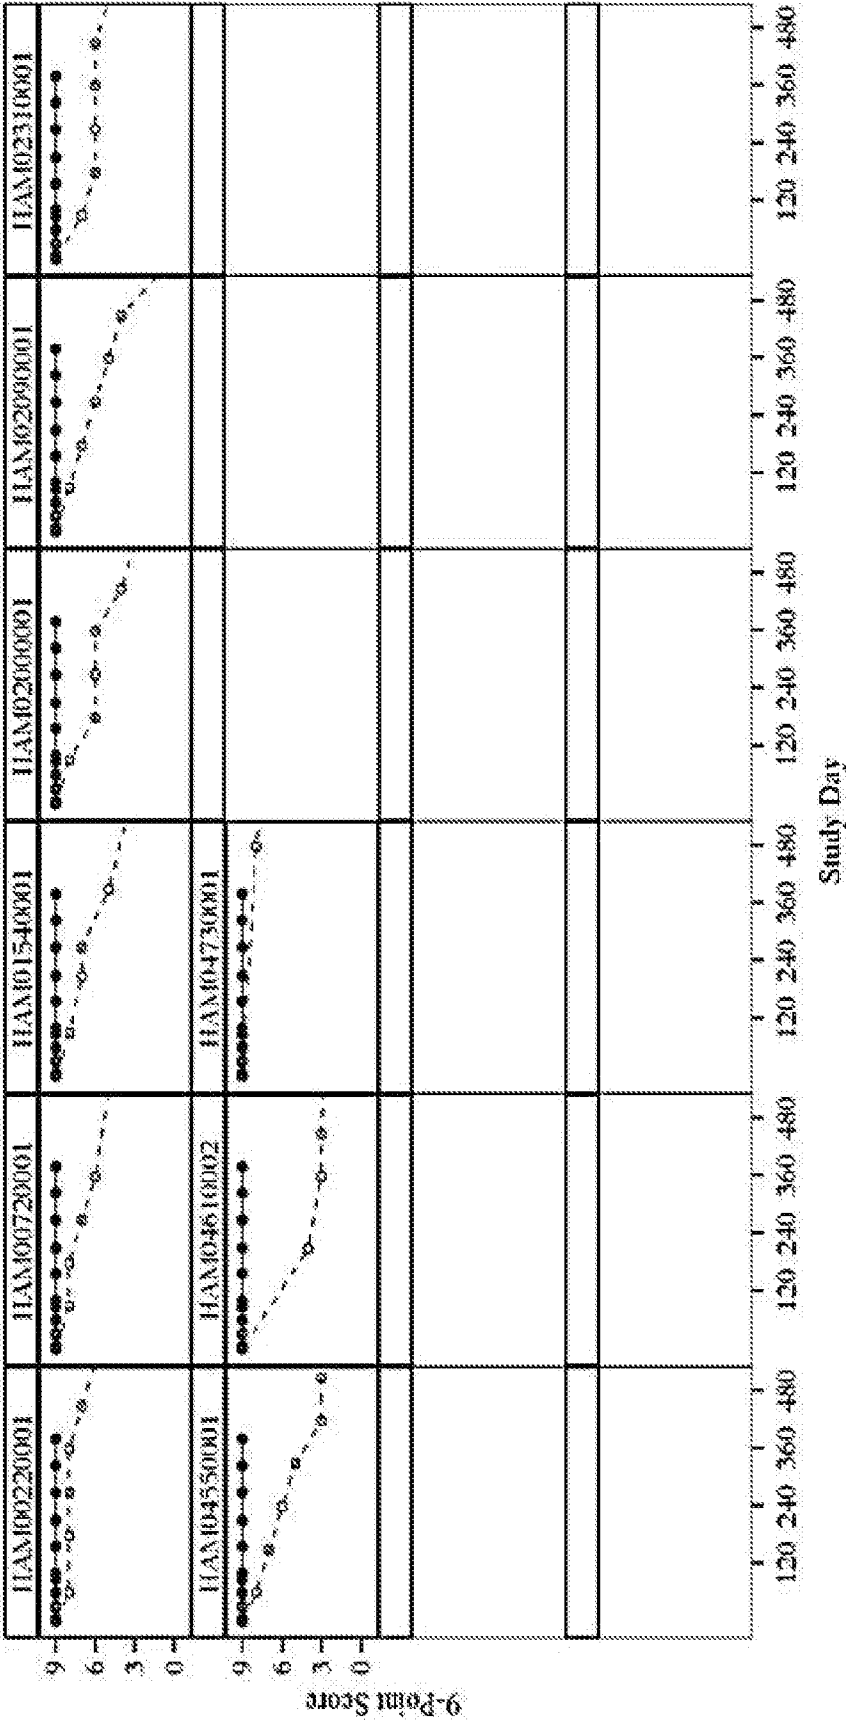 HAM00220001 HAM00720001 HAM01540001 HAM02000001 HAM02090001 HAM02310001
9
6
3
0
HAM04550001 HAM04610002 HAM04730001
9
6
3
0
9-Point Score
120 240 360 480 120 240 360 480 120 240 360 480 120 240 360 480 120 240 360 480 120 240 360 480
Study Day